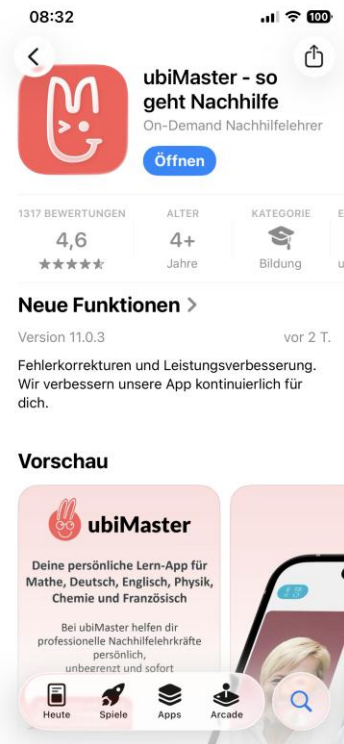 08:32
100
ubiMaster - so
geht Nachhilfe
On-Demand Nachhilfelehrer
Öffnen
1317 BEWERTUNGEN
ALTER
KATEGORIE
E
4,6
4+
Jahre
Bildung
u
Neue Funktionen
Version 11.0.3
vor 2 T.
Fehlerkorrekturen und Leistungsverbesserung.
Wir verbessern unsere App kontinuierlich für
dich.
Vorschau
ubiMaster
Deine persönliche Lern-App für
Mathe, Deutsch, Englisch, Physik,
Chemie und Französisch
Bei ubiMaster helfen dir
professionelle Nachhilfelehrkräfte
persönlich,
unbegrenzt und sofort
Heute
Spiele
Apps
Arcade